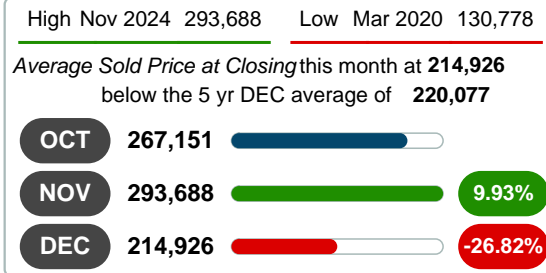 High Nov 2024 293,688 Low Mar 2020 130,778
Average Sold Price at Closing this month at 214,926
below the 5 yr DEC average of 220,077
OCT 267,151
NOV 293,688 9.93%
DEC 214,926 -26.82%